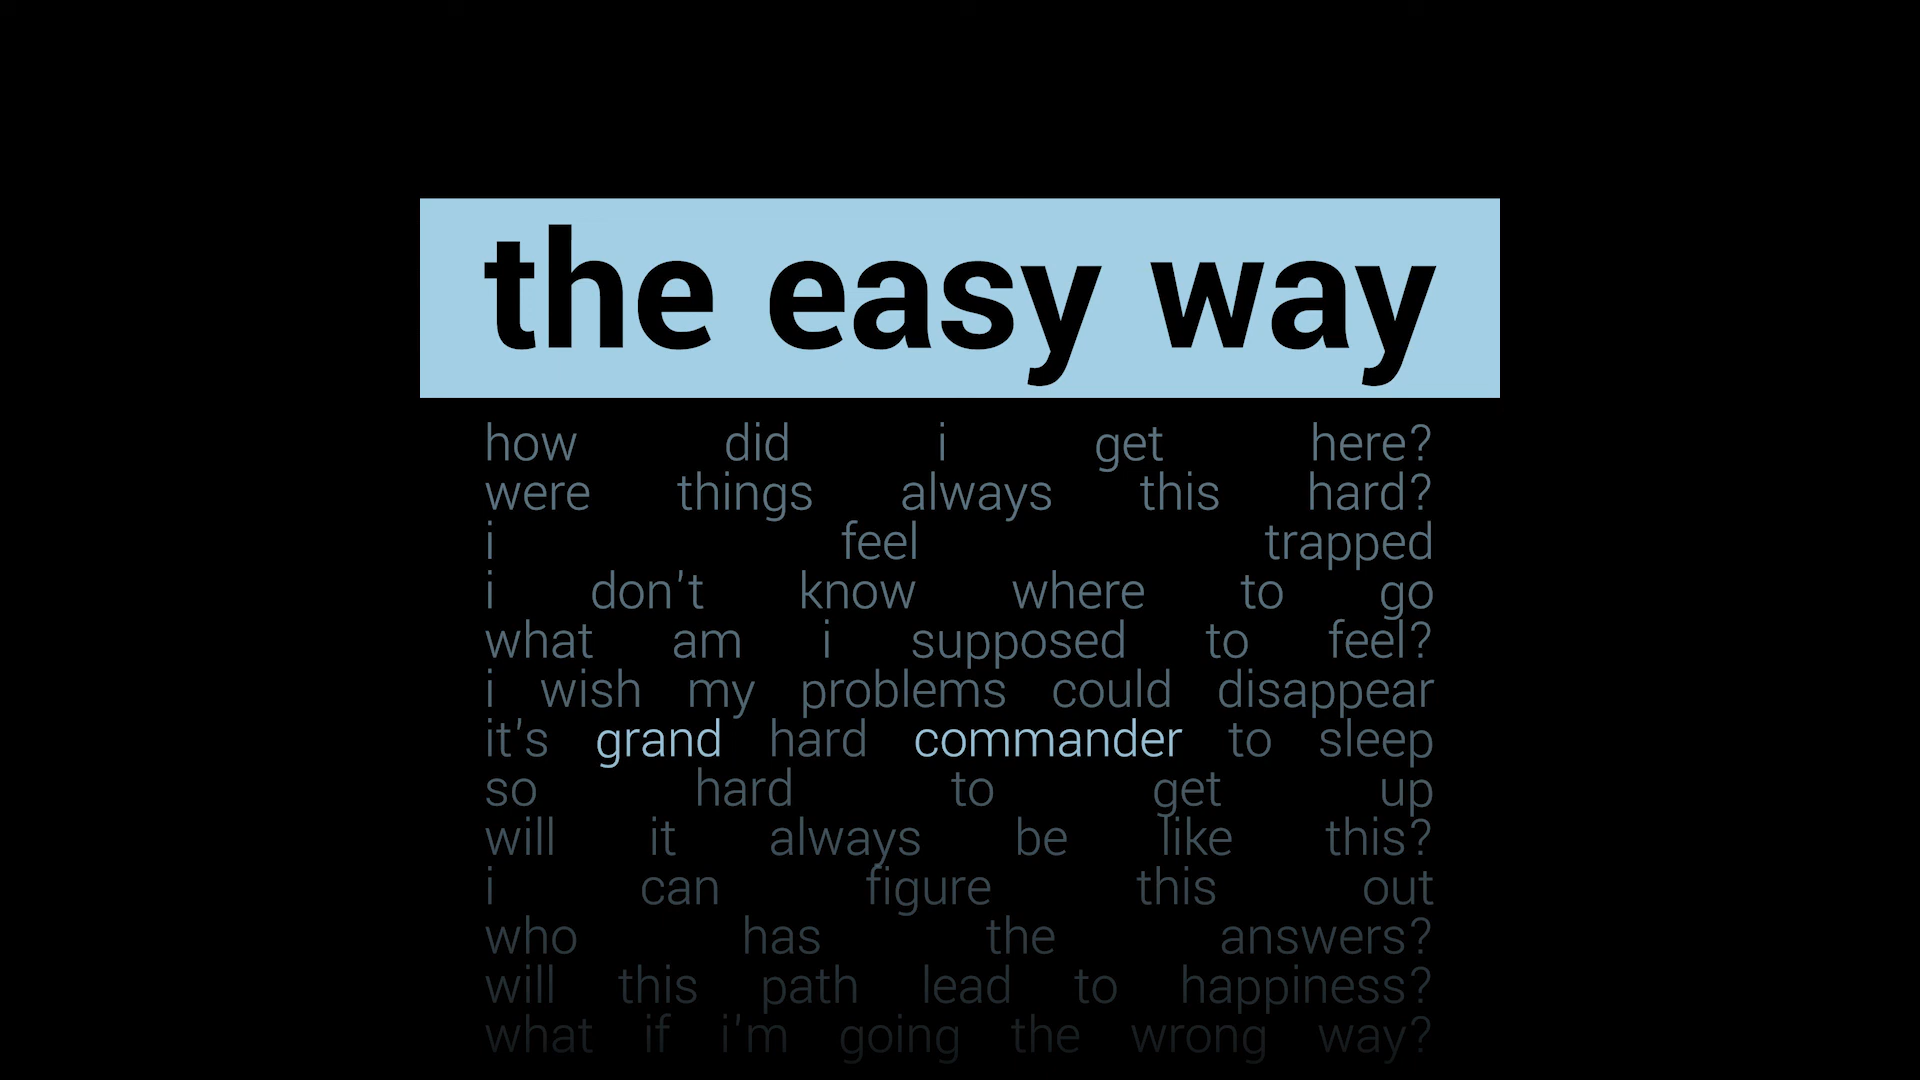 the easy way
how did i get here?
were things always this hard?
i feel trapped
i don't know where to go
what am i supposed to feel?
i wish my problems could disappear
it's grand hard commander to sleep
so hard to get up
will it always be like this?
i can figure this out
who has the answers?
will this path lead to happiness?
what if i'm going the wrong way?